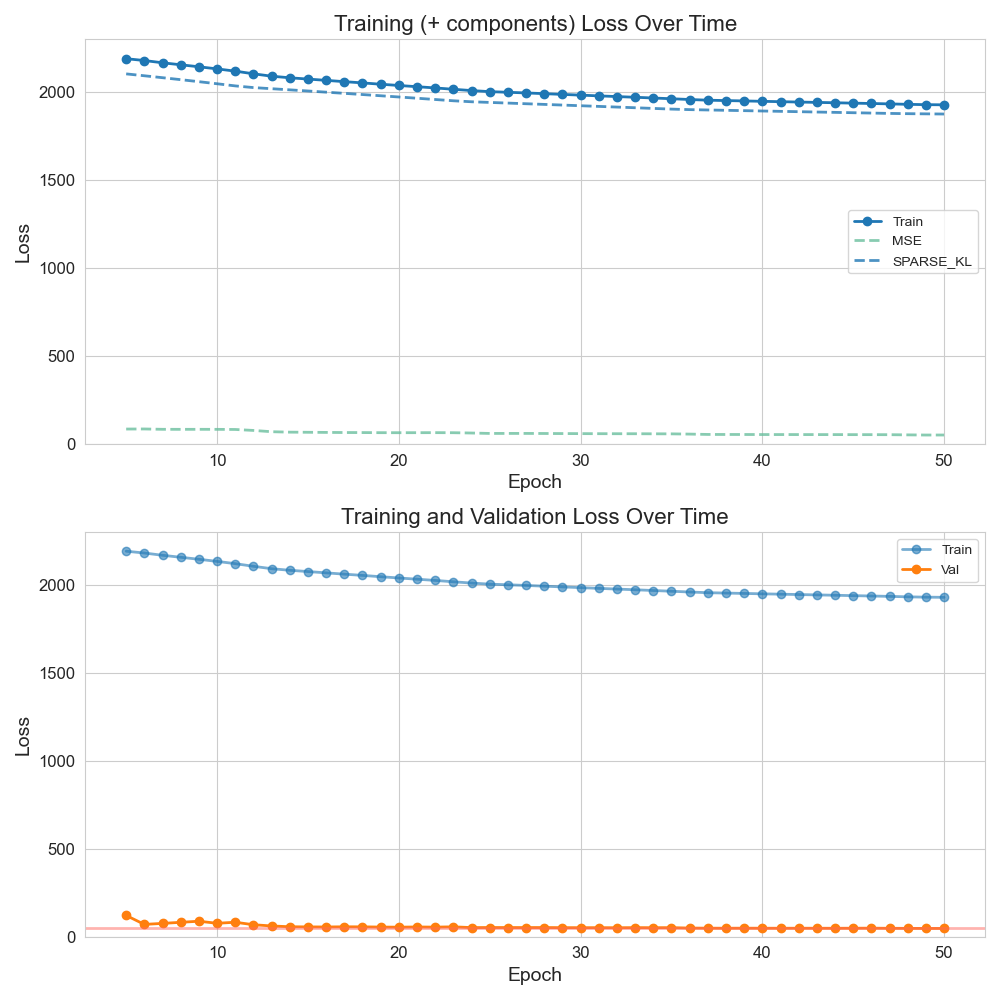 Training (+ components) Loss Over Time
2000
1500
1000
500
0
Loss
Train
MSE
SPARSE_KL
10 20 30 40 50
Epoch
Training and Validation Loss Over Time
2000
1500
1000
500
0
Loss
Train
Val
10 20 30 40 50
Epoch